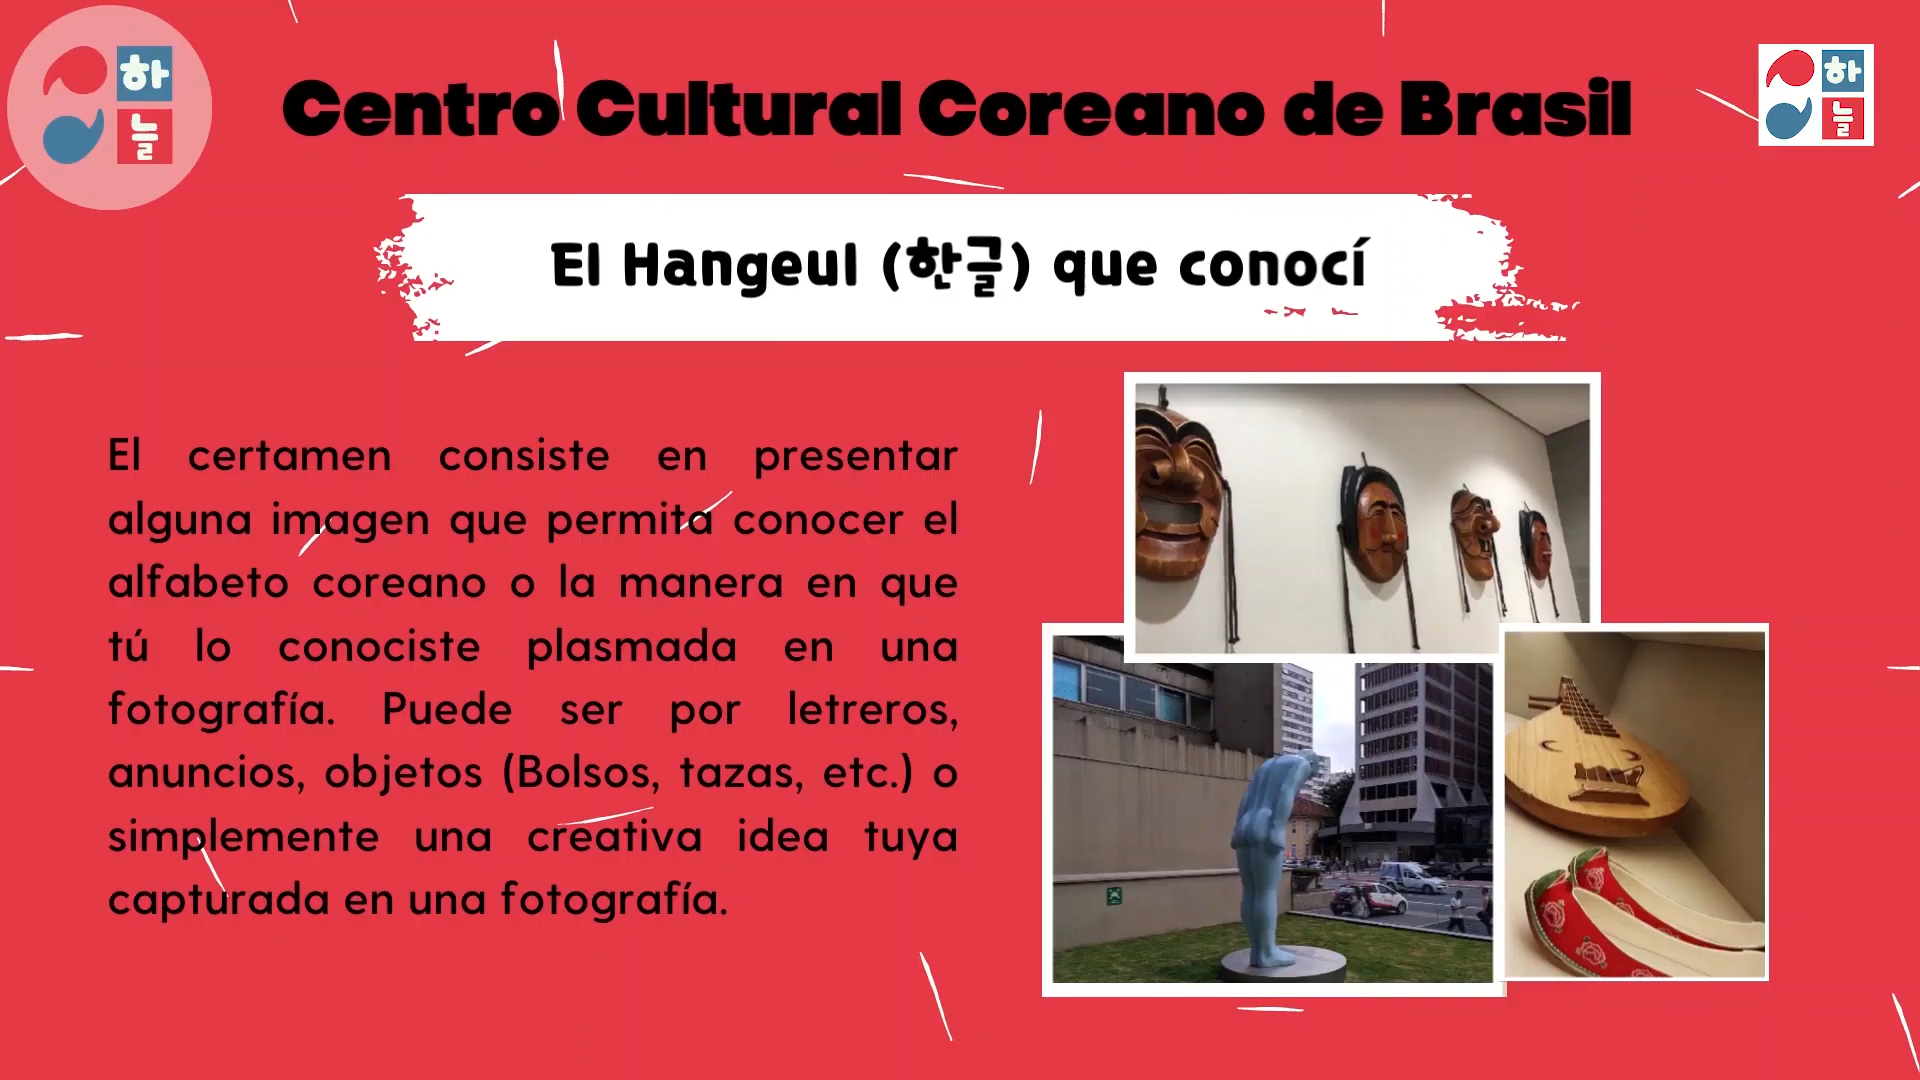 하
늘
Centro Cultural Coreano de Brasil
하
늘
El Hangeul (한글) que conocí
El certamen consiste en presentar
alguna imagen que permita conocer el
alfabeto coreano o la manera en que
tú lo conociste plasmada en una
fotografía. Puede ser por letreros,
anuncios, objetos (Bolsos, tazas, etc.) o
simplemente una creativa idea tuya
capturada en una fotografía.